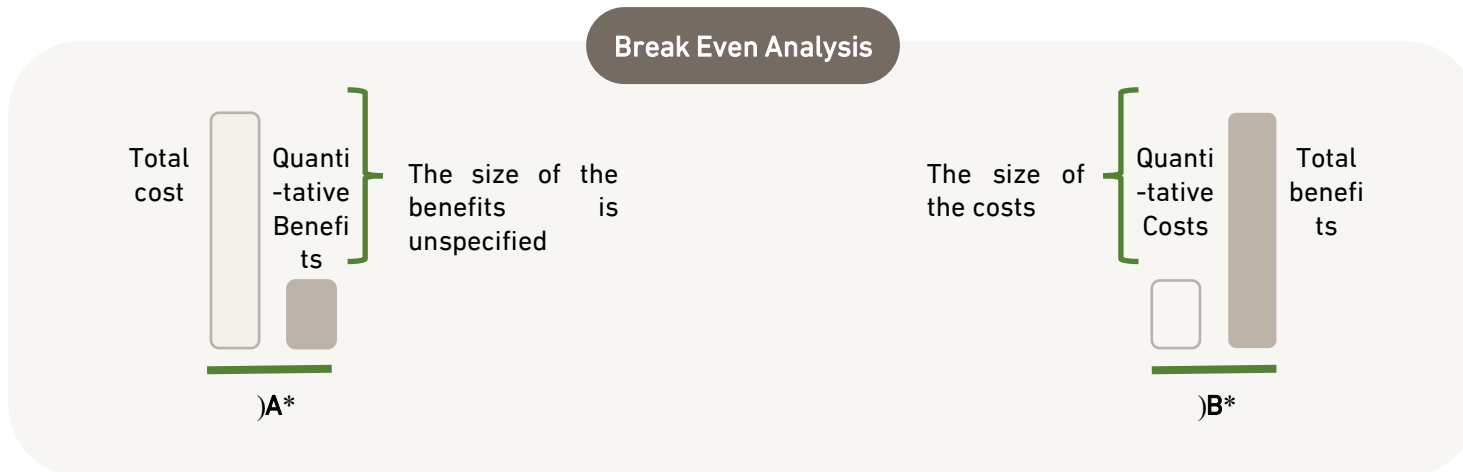 Break Even Analysis
Total
cost
Quanti
-tative
Benefi
ts
The size of the
benefits is
unspecified
)A*
The size of
the costs
Quanti
-tative
Costs
Total
benefi
ts
)B*